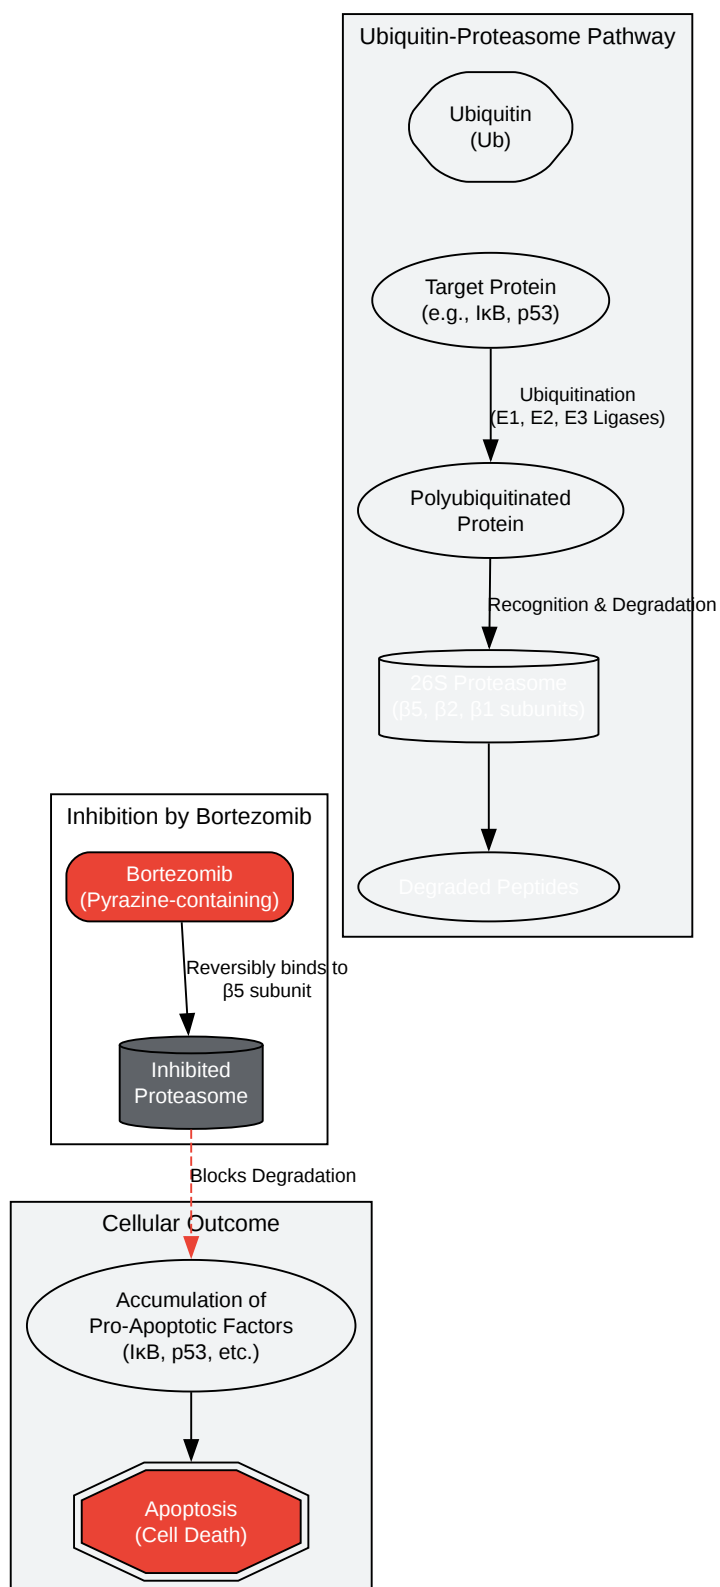 Ubiquitin-Proteasome Pathway
Ubiquitin
(Ub)
Target Protein
(e.g., IκB, p53)
Ubiquitination
(E1, E2, E3 Ligases)
Polyubiquitinated
Protein
Recognition & Degradation
26S Proteasome
(β5, β2, β1 subunits)
Degraded Peptides
Inhibition by Bortezomib
Bortezomib
(Pyrazine-containing)
Reversibly binds to
β5 subunit
Inhibited
Proteasome
Blocks Degradation
Cellular Outcome
Accumulation of
Pro-Apoptotic Factors
(IκB, p53, etc.)
Apoptosis
(Cell Death)